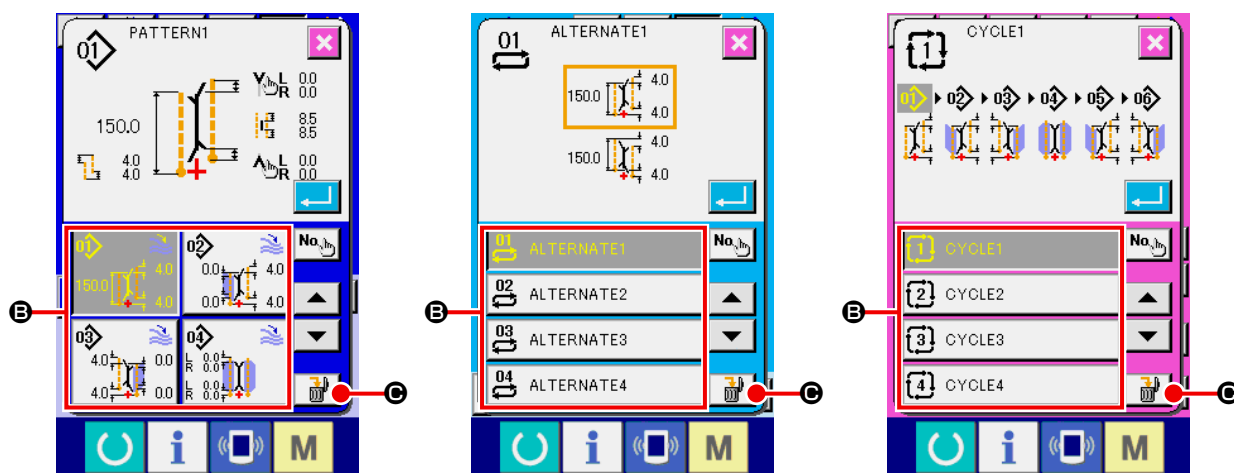 01 PATTERN1
150.0
L 0.0
R 0.0
8.5
8.5
4.0
4.0
L 0.0
R 0.0
01 4.0
150.0 4.0
02 0.0 4.0
0.0 4.0
No.
03 4.0 0.0
4.0 0.0
04 L 0.0
R 0.0
L 0.0
R 0.0
B
C
i M
01 ALTERNATE1
150.0 4.0
4.0
150.0 4.0
4.0
01 ALTERNATE1
No.
02 ALTERNATE2
03 ALTERNATE3
04 ALTERNATE4
B
C
i M
1 CYCLE1
01 02 03 04 05 06
1 CYCLE1
No.
2 CYCLE2
3 CYCLE3
4 CYCLE4
B
C
i M